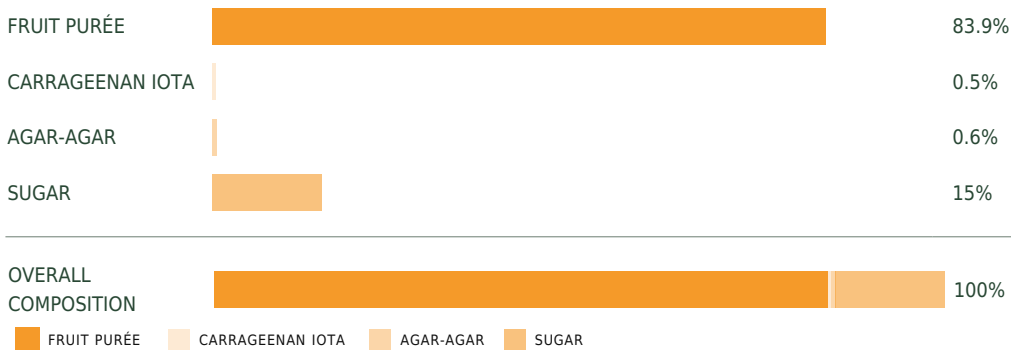 FRUIT PURÉE 83.9%
CARRAGEENAN IOTA 0.5%
AGAR-AGAR 0.6%
SUGAR 15%
OVERALL
COMPOSITION 100%
FRUIT PURÉE CARRAGEENAN IOTA AGAR-AGAR SUGAR